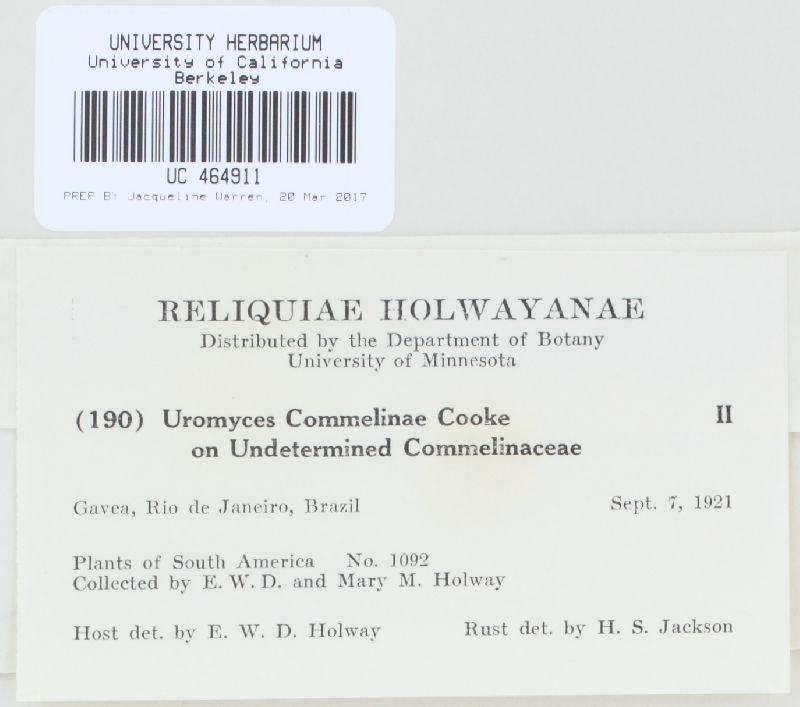 UNIVERSITY HERBARIUM
University of California
Berkeley
UC 464911
PREP BY Jacqueline Warren, 20 Mar 2017
RELIQUIAE HOLWAYANAE
Distributed by the Department of Botany
University of Minnesota
(190) Uromyces Commelinae Cooke II
on Undetermined Commelinaceae
Gavea, Rio de Janeiro, Brazil Sept. 7, 1921
Plants of South America No. 1092
Collected by E. W. D. and Mary M. Holway
Host det. by E. W. D. Holway Rust det. by H. S. Jackson